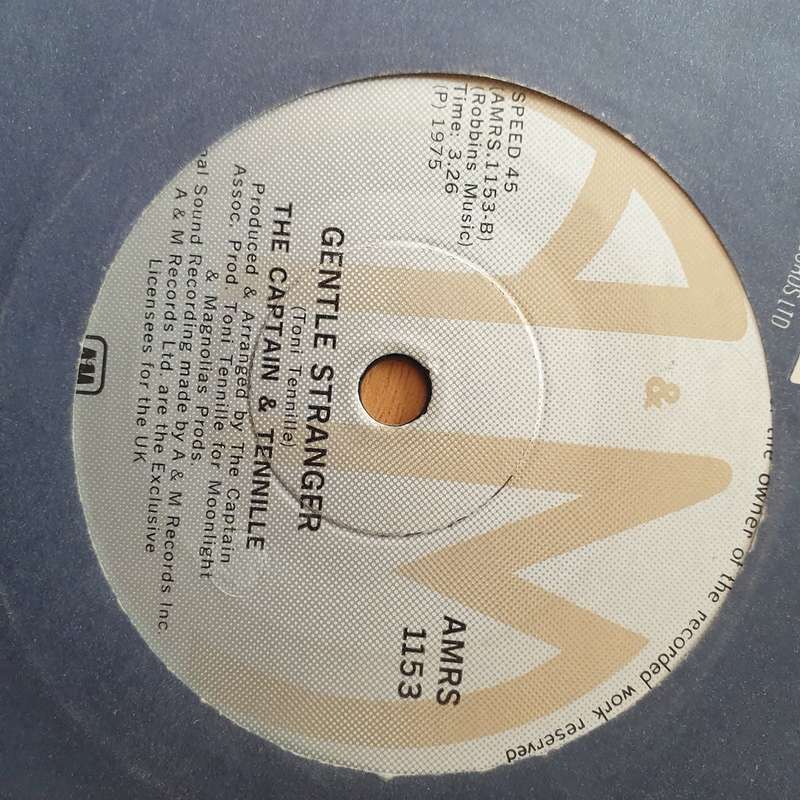 SPEED 45
(AMRS.1153-B)
(Robbins Music)
Time: 3.26
(P) 1975
A&M
AMRS
1153
GENTLE STRANGER
(Toni Tennille)
THE CAPTAIN & TENNILLE
Produced & Arranged by The Captain
Assoc. Prod Toni Tennille for Moonlight
& Magnolias Prods.
Sound Recording made by A & M Records Inc
A & M Records Ltd. are the Exclusive
Licensees for the UK
A&M
the owner of the recorded work reserved
LTD